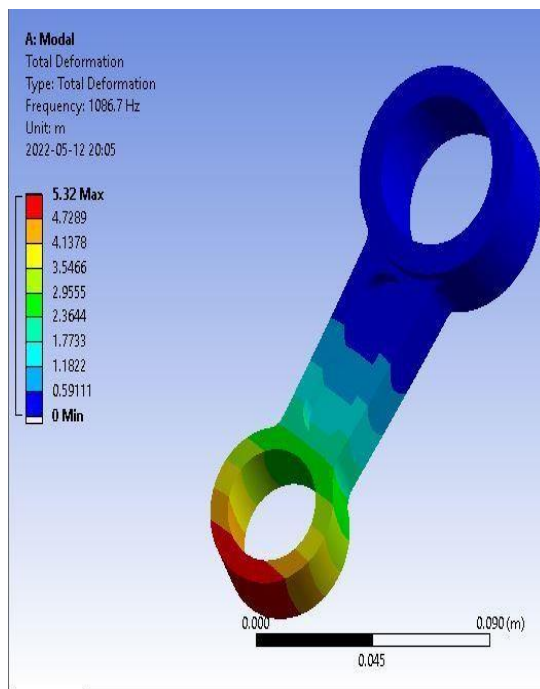 A: Modal
Total Deformation
Type: Total Deformation
Frequency: 1086.7 Hz
Unit: m
2022-05-12 20:05
5.32 Max
4.7289
4.1378
3.5466
2.9555
2.3644
1.7733
1.1822
0.59111
0 Min
0.000
0.090 (m)
0.045